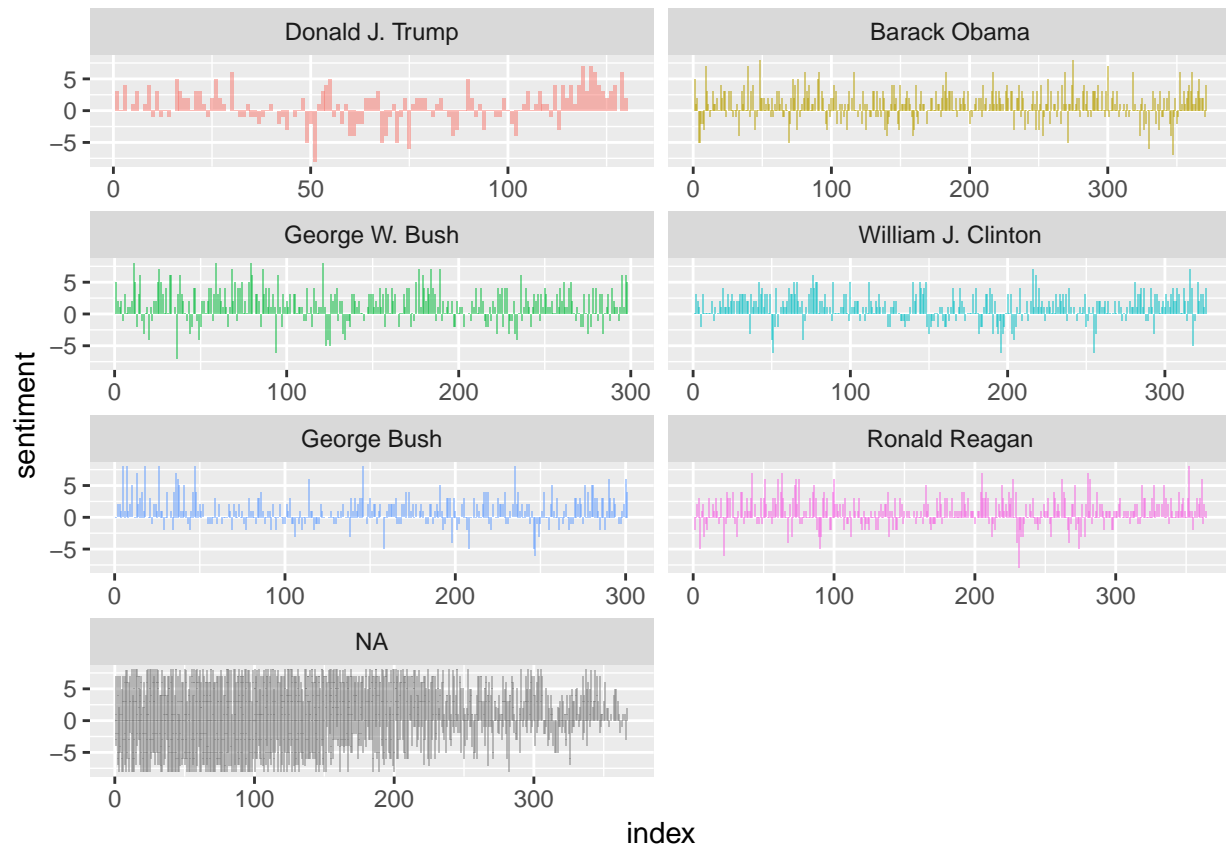 Donald J. Trump
Barack Obama
5
0
−5
0 50 100
0 100 200 300
George W. Bush
William J. Clinton
5
0
−5
0 100 200 300
0 100 200 300
sentiment
George Bush
Ronald Reagan
5
0
−5
0 100 200 300
0 100 200 300
NA
5
0
−5
0 100 200 300
index